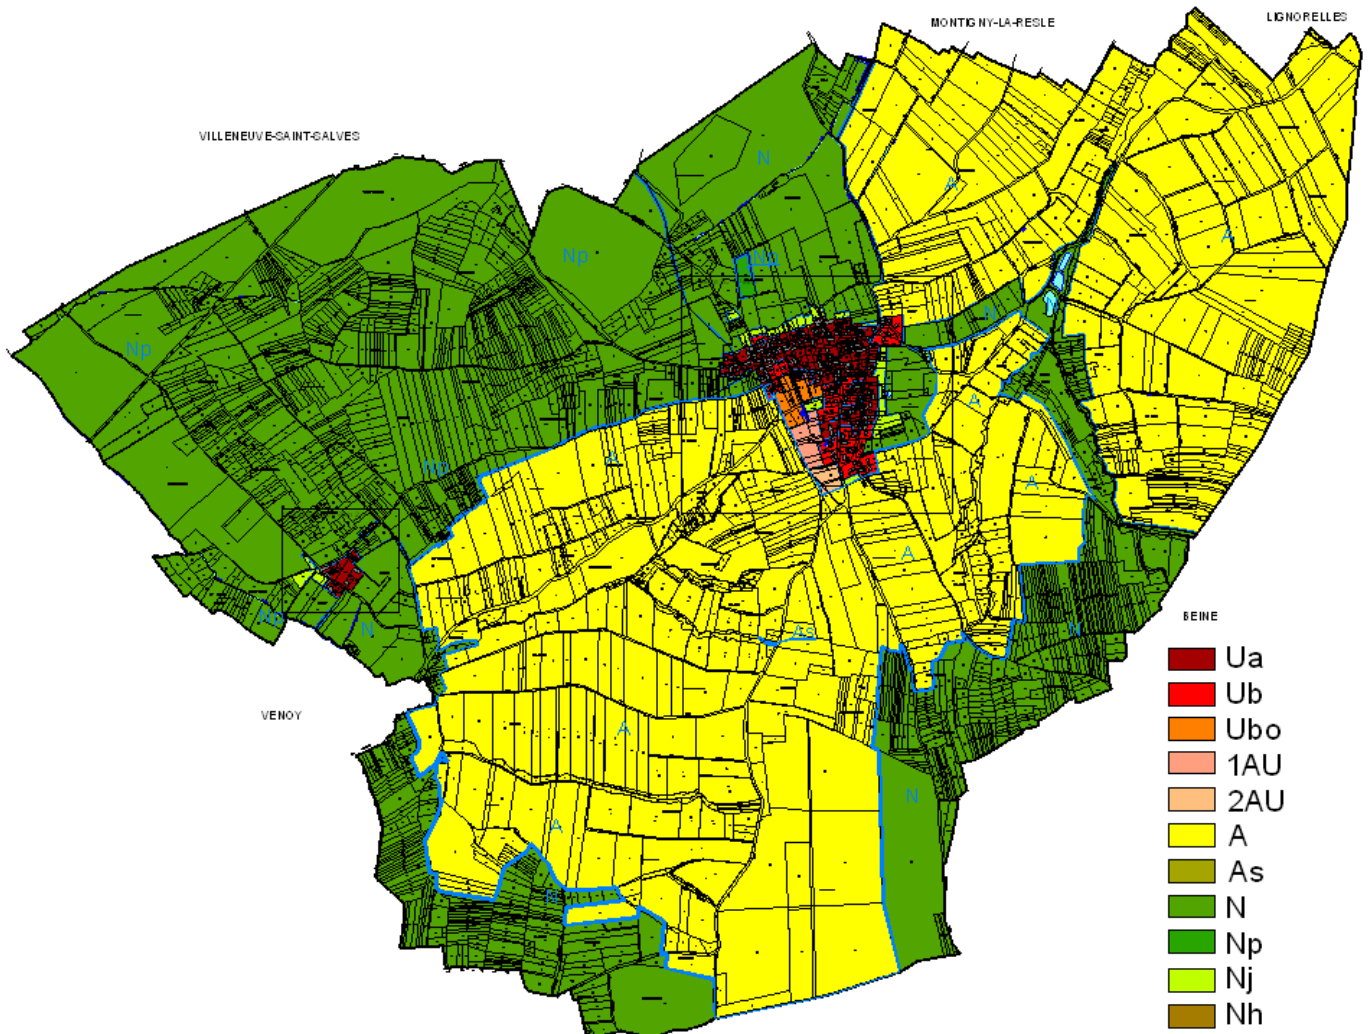 MONTIGNY-LA-RESLE
LIGNORELLES
VILLENEUVE-SAINT-SALVES
N
Np
A
A
Np
N
A
A
Np
A
A
As
Np
N
N
BEINE
Ua
VENOY
Ub
A
Ubo
1AU
N
2AU
A
A
As
N
N
Np
Nj
Nh